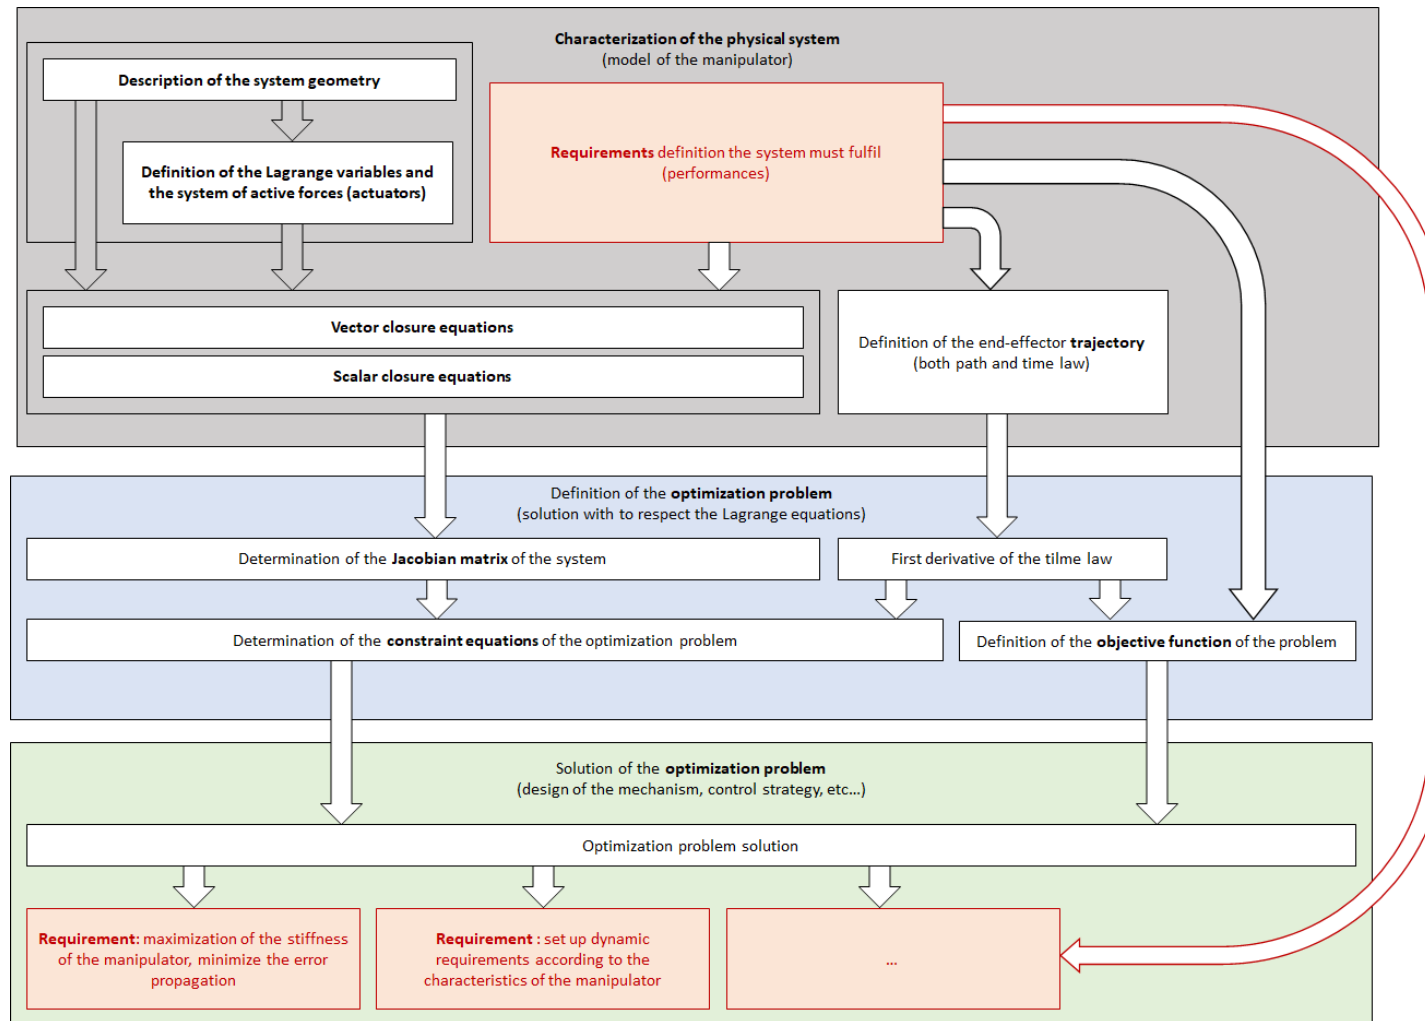 Characterization of the physical system
(model of the manipulator)
Description of the system geometry
Definition of the Lagrange variables and
the system of active forces (actuators)
Requirements definition the system must fulfil
(performances)
Vector closure equations
Scalar closure equations
Definition of the end-effector trajectory
(both path and time law)
Definition of the optimization problem
(solution with to respect the Lagrange equations)
Determination of the Jacobian matrix of the system
First derivative of the tilme law
Determination of the constraint equations of the optimization problem
Definition of the objective function of the problem
Solution of the optimization problem
(design of the mechanism, control strategy, etc...)
Optimization problem solution
Requirement: maximization of the stiffness
of the manipulator, minimize the error
propagation
Requirement : set up dynamic
requirements according to the
characteristics of the manipulator
...